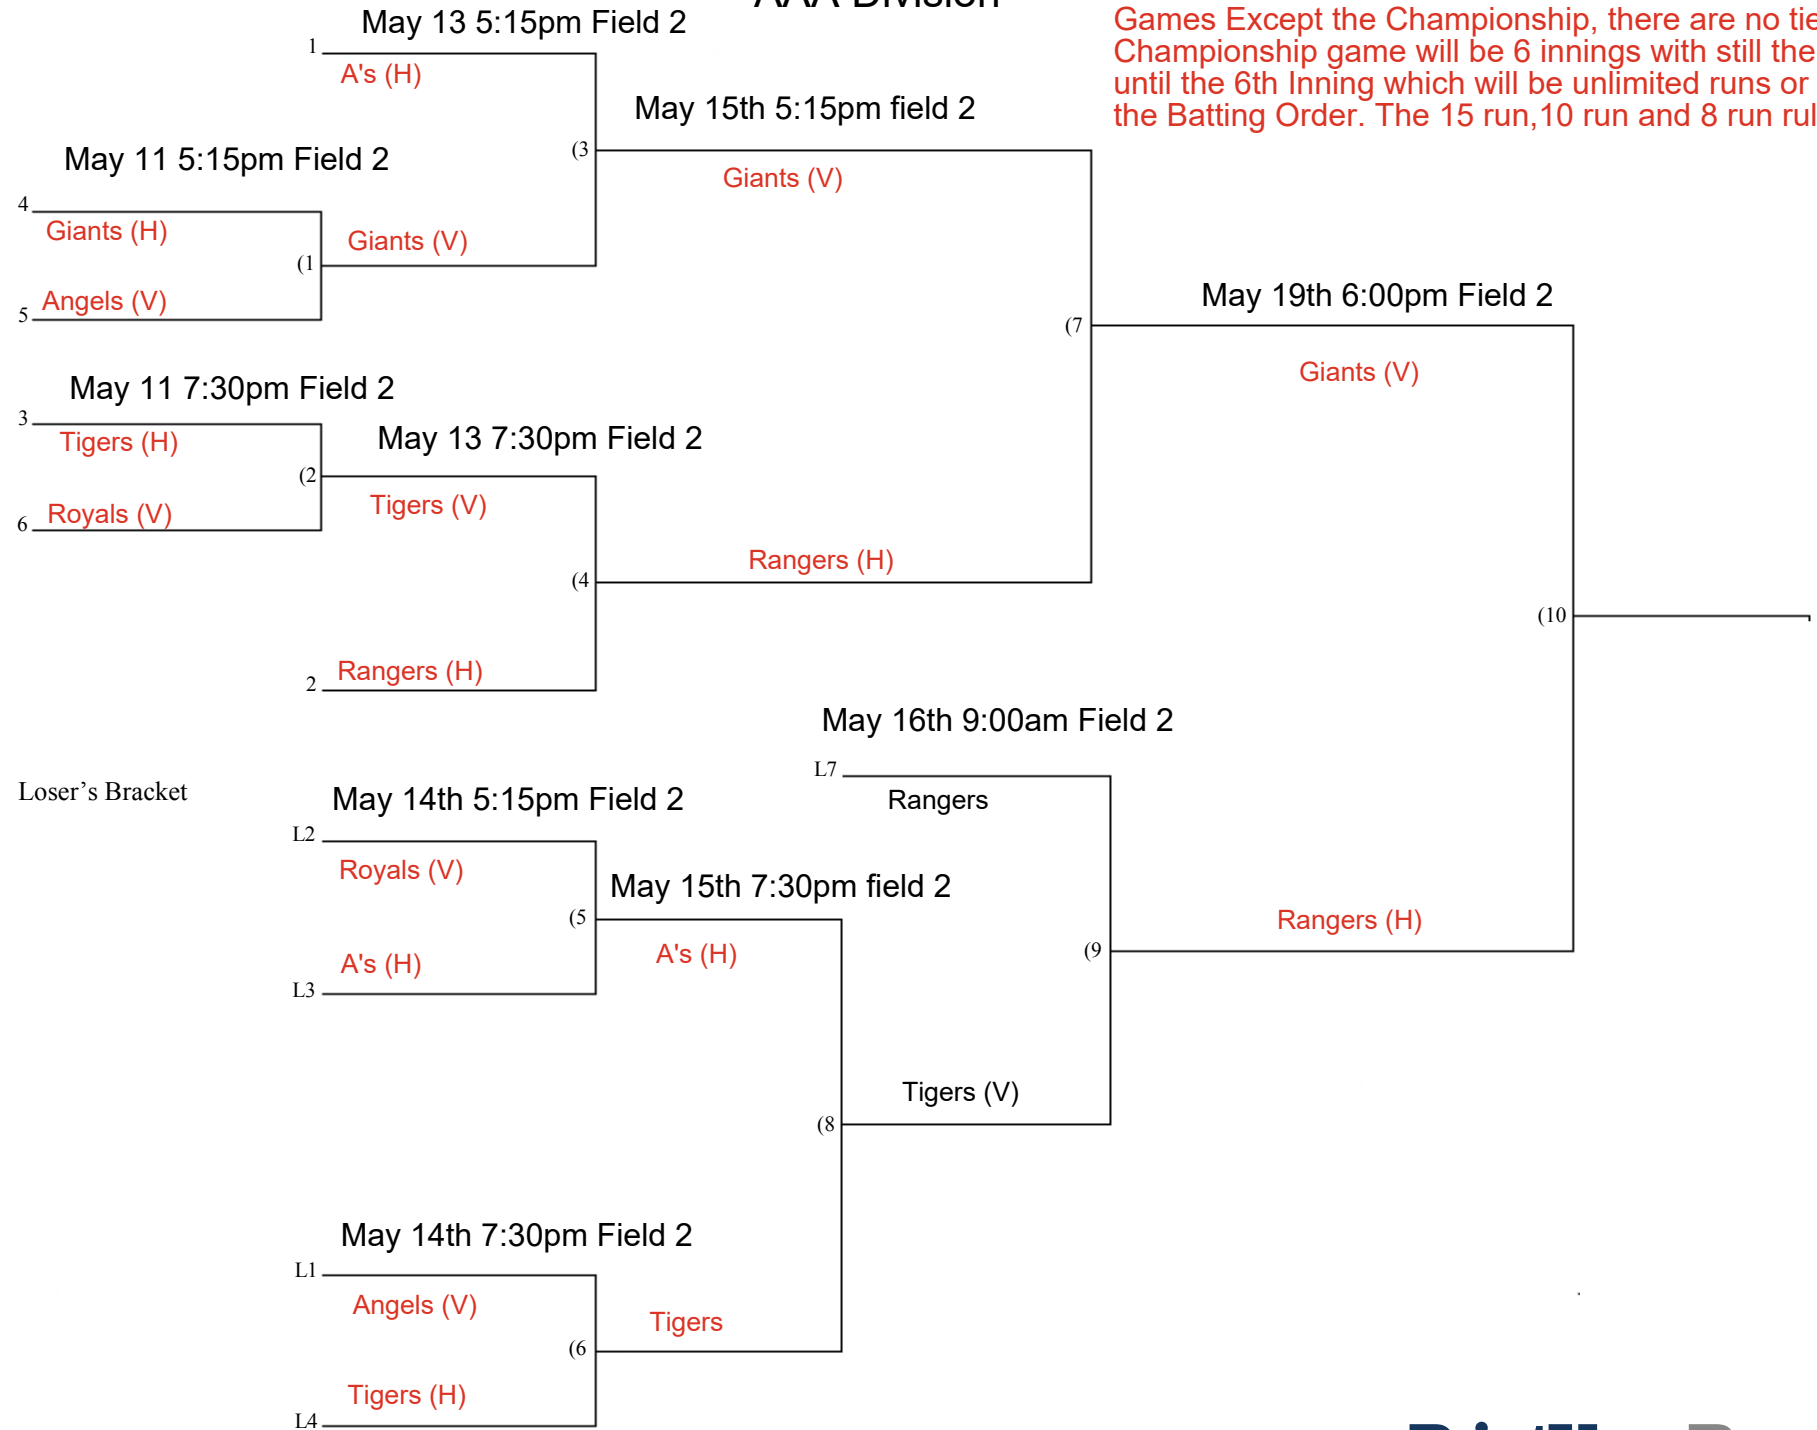 AAA Division
Games Except the Championship, there are no
Championship game will be 6 innings with still the
until the 6th Inning which will be unlimited runs or
the Batting Order. The 15 run,10 run and 8 run
May 13 5:15pm Field 2
1
A's (H)
May 15th 5:15pm field 2
(3
Giants (V)
May 11 5:15pm Field 2
4
Giants (H)
Giants (V)
(1
Angels (V)
5
May 19th 6:00pm Field 2
(7
Giants (V)
May 11 7:30pm Field 2
3
Tigers (H)
May 13 7:30pm Field 2
(2
Tigers (V)
Royals (V)
6
Rangers (H)
(4
(10
Rangers (H)
2
May 16th 9:00am Field 2
L7
Rangers
Loser’s Bracket
May 14th 5:15pm Field 2
L2
Royals (V)
May 15th 7:30pm field 2
(5
A's (H)
A's (H)
L3
Rangers (H)
(9
Tigers (V)
(8
May 14th 7:30pm Field 2
L1
Angels (V)
Tigers
(6
Tigers (H)
L4